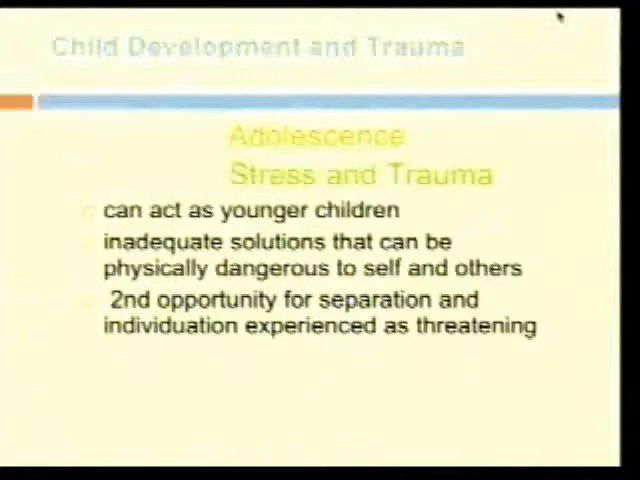 Child Development and Trauma
Adolescence
Stress and Trauma
can act as younger children
inadequate solutions that can be
physically dangerous to self and others
2nd opportunity for separation and
individuation experienced as threatening